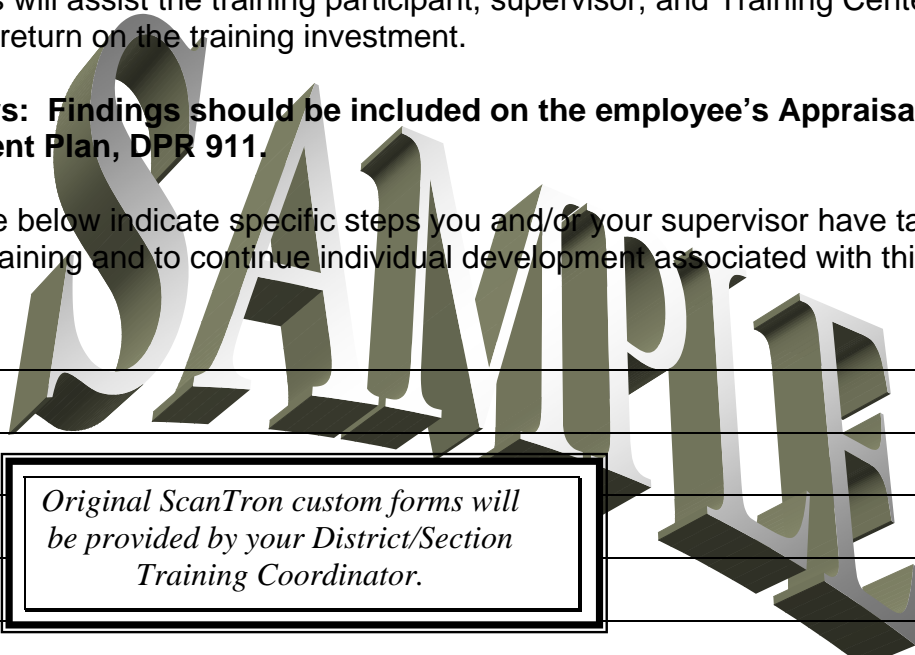 will assist the training participant, supervisor, and Training Cente
return on the training investment.
s: Findings should be included on the employee's Appraisa
ent Plan, DPR 911.
e below indicate specific steps you and/or your supervisor have ta
aining and to continue individual development associated with thi
SAMPLE
Original ScanTron custom forms will
be provided by your District/Section
Training Coordinator.